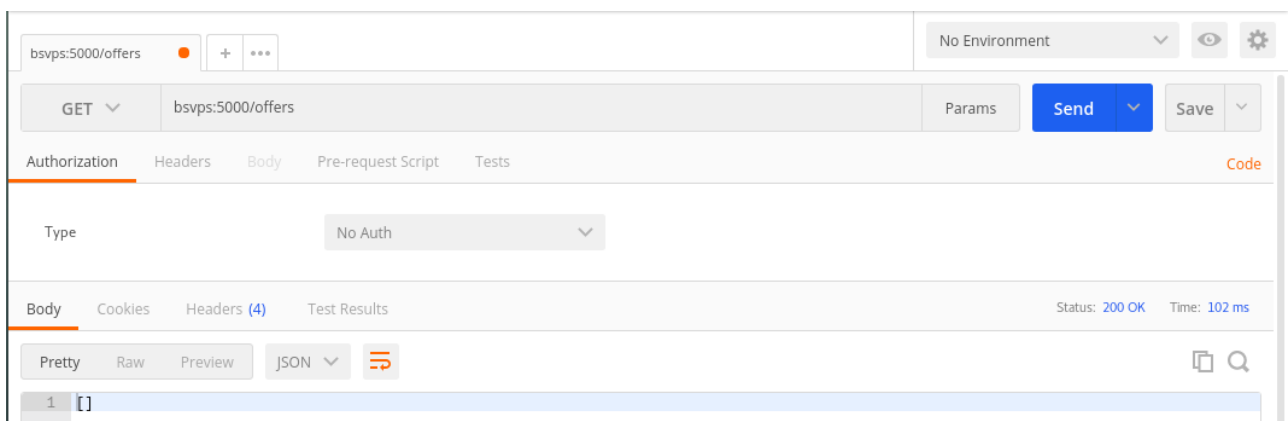 bsvps:5000/offers + ••• No Environment
GET bsvps:5000/offers Params Send Save
Authorization Headers Body Pre-request Script Tests Code
Type No Auth
Body Cookies Headers (4) Test Results Status: 200 OK Time: 102 ms
Pretty Raw Preview JSON
1 []